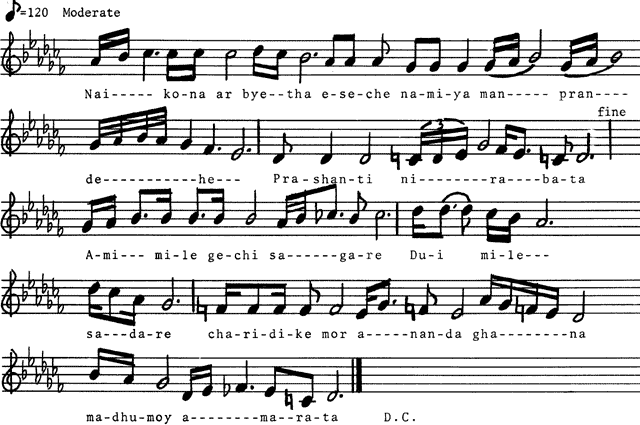 ♪=120 Moderate
Nai----- ko-na ar bye--tha e-se-che na-mi-ya man----- pran----
fine
3
de----------he--- Pra-shan-ti ni--------ra--ba-ta
A-mi--- mi-le ge-chi sa-----ga-re Du-i mi-le---
sa---da-re cha-ri-di-ke mor a----nan-da gha--------na
ma-dhu-moy a--------ma--ra-ta D.C.